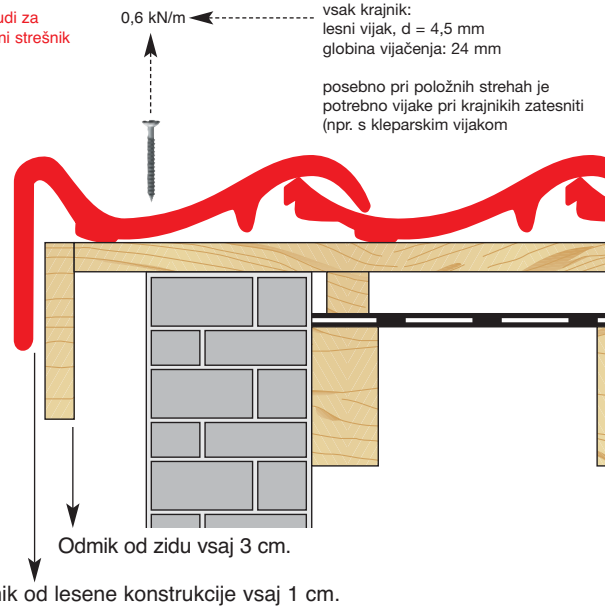 udi za
ni strešnik
0,6 kN/m
vsak krajnik:
lesni vijak, d = 4,5 mm
globina vijačenja: 24 mm
posebno pri položnih strehah je
potrebno vijake pri krajnikih zatesniti
(npr. s kleparskim vijakom
Odmik od zidu vsaj 3 cm.
nik od lesene konstrukcije vsaj 1 cm.